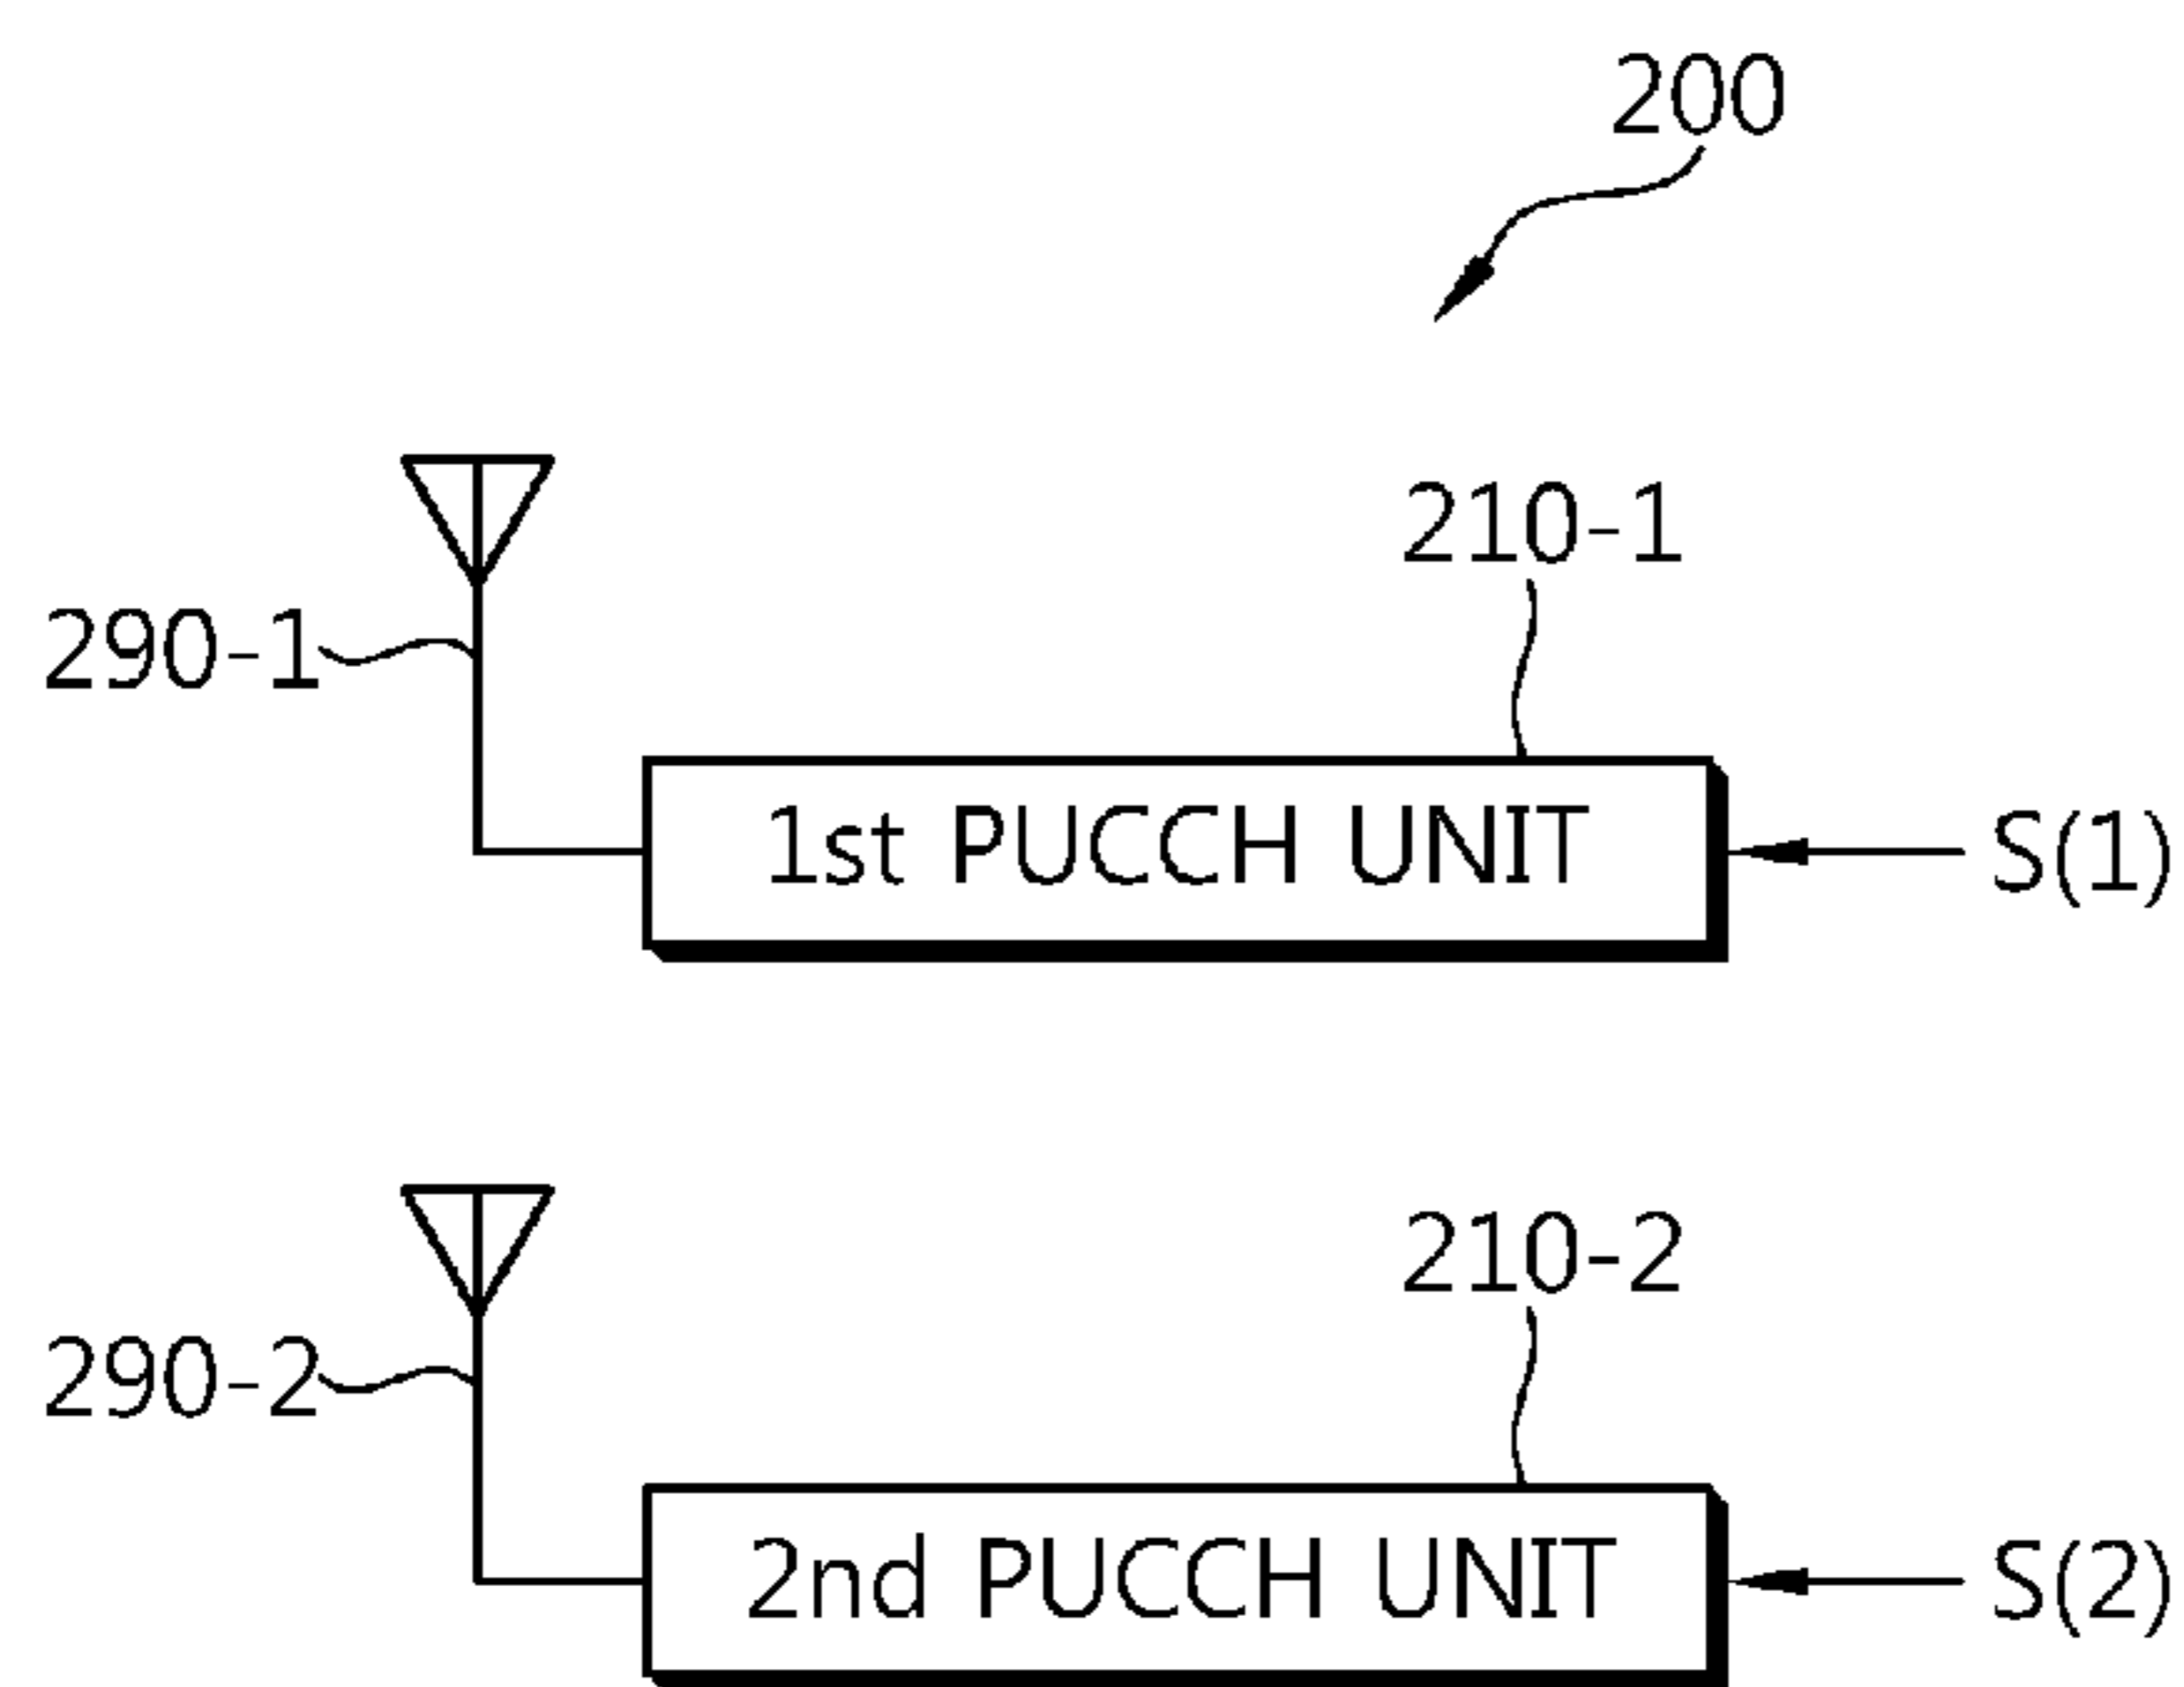 200
210-1
290-1
1st PUCCH UNIT
S(1)
210-2
290-2
2nd PUCCH UNIT
S(2)